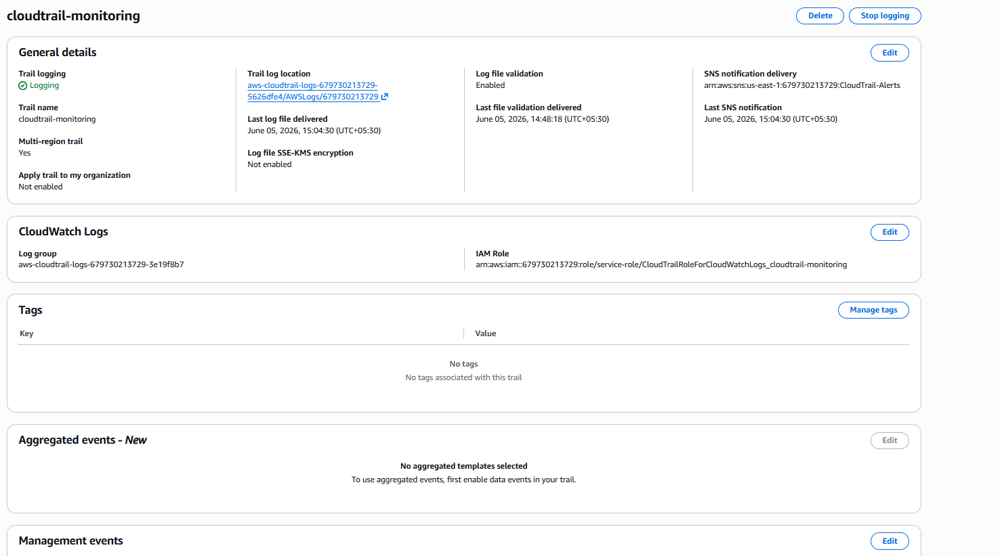 cloudtrail-monitoring
Delete
Stop logging
General details
Edit
Trail logging
Logging
Trail name
cloudtrail-monitoring
Multi-region trail
Yes
Apply trail to my organization
Not enabled
Trail log location
aws-cloudtrail-logs-679730213729-
5626dfe4/AWSLogs/679730213729
Last log file delivered
June 05, 2026, 15:04:30 (UTC+05:30)
Log file SSE-KMS encryption
Not enabled
Log file validation
Enabled
Last file validation delivered
June 05, 2026, 14:48:18 (UTC+05:30)
SNS notification delivery
arn:aws:sns:us-east-1:679730213729:CloudTrail-Alerts
Last SNS notification
June 05, 2026, 15:04:30 (UTC+05:30)
CloudWatch Logs
Edit
Log group
aws-cloudtrail-logs-679730213729-3e19f8b7
IAM Role
arn:aws:iam::679730213729:role/service-role/CloudTrailRoleForCloudWatchLogs_cloudtrail-monitoring
Tags
Manage tags
Key
Value
No tags
No tags associated with this trail
Aggregated events - New
Edit
No aggregated templates selected
To use aggregated events, first enable data events in your trail.
Management events
Edit